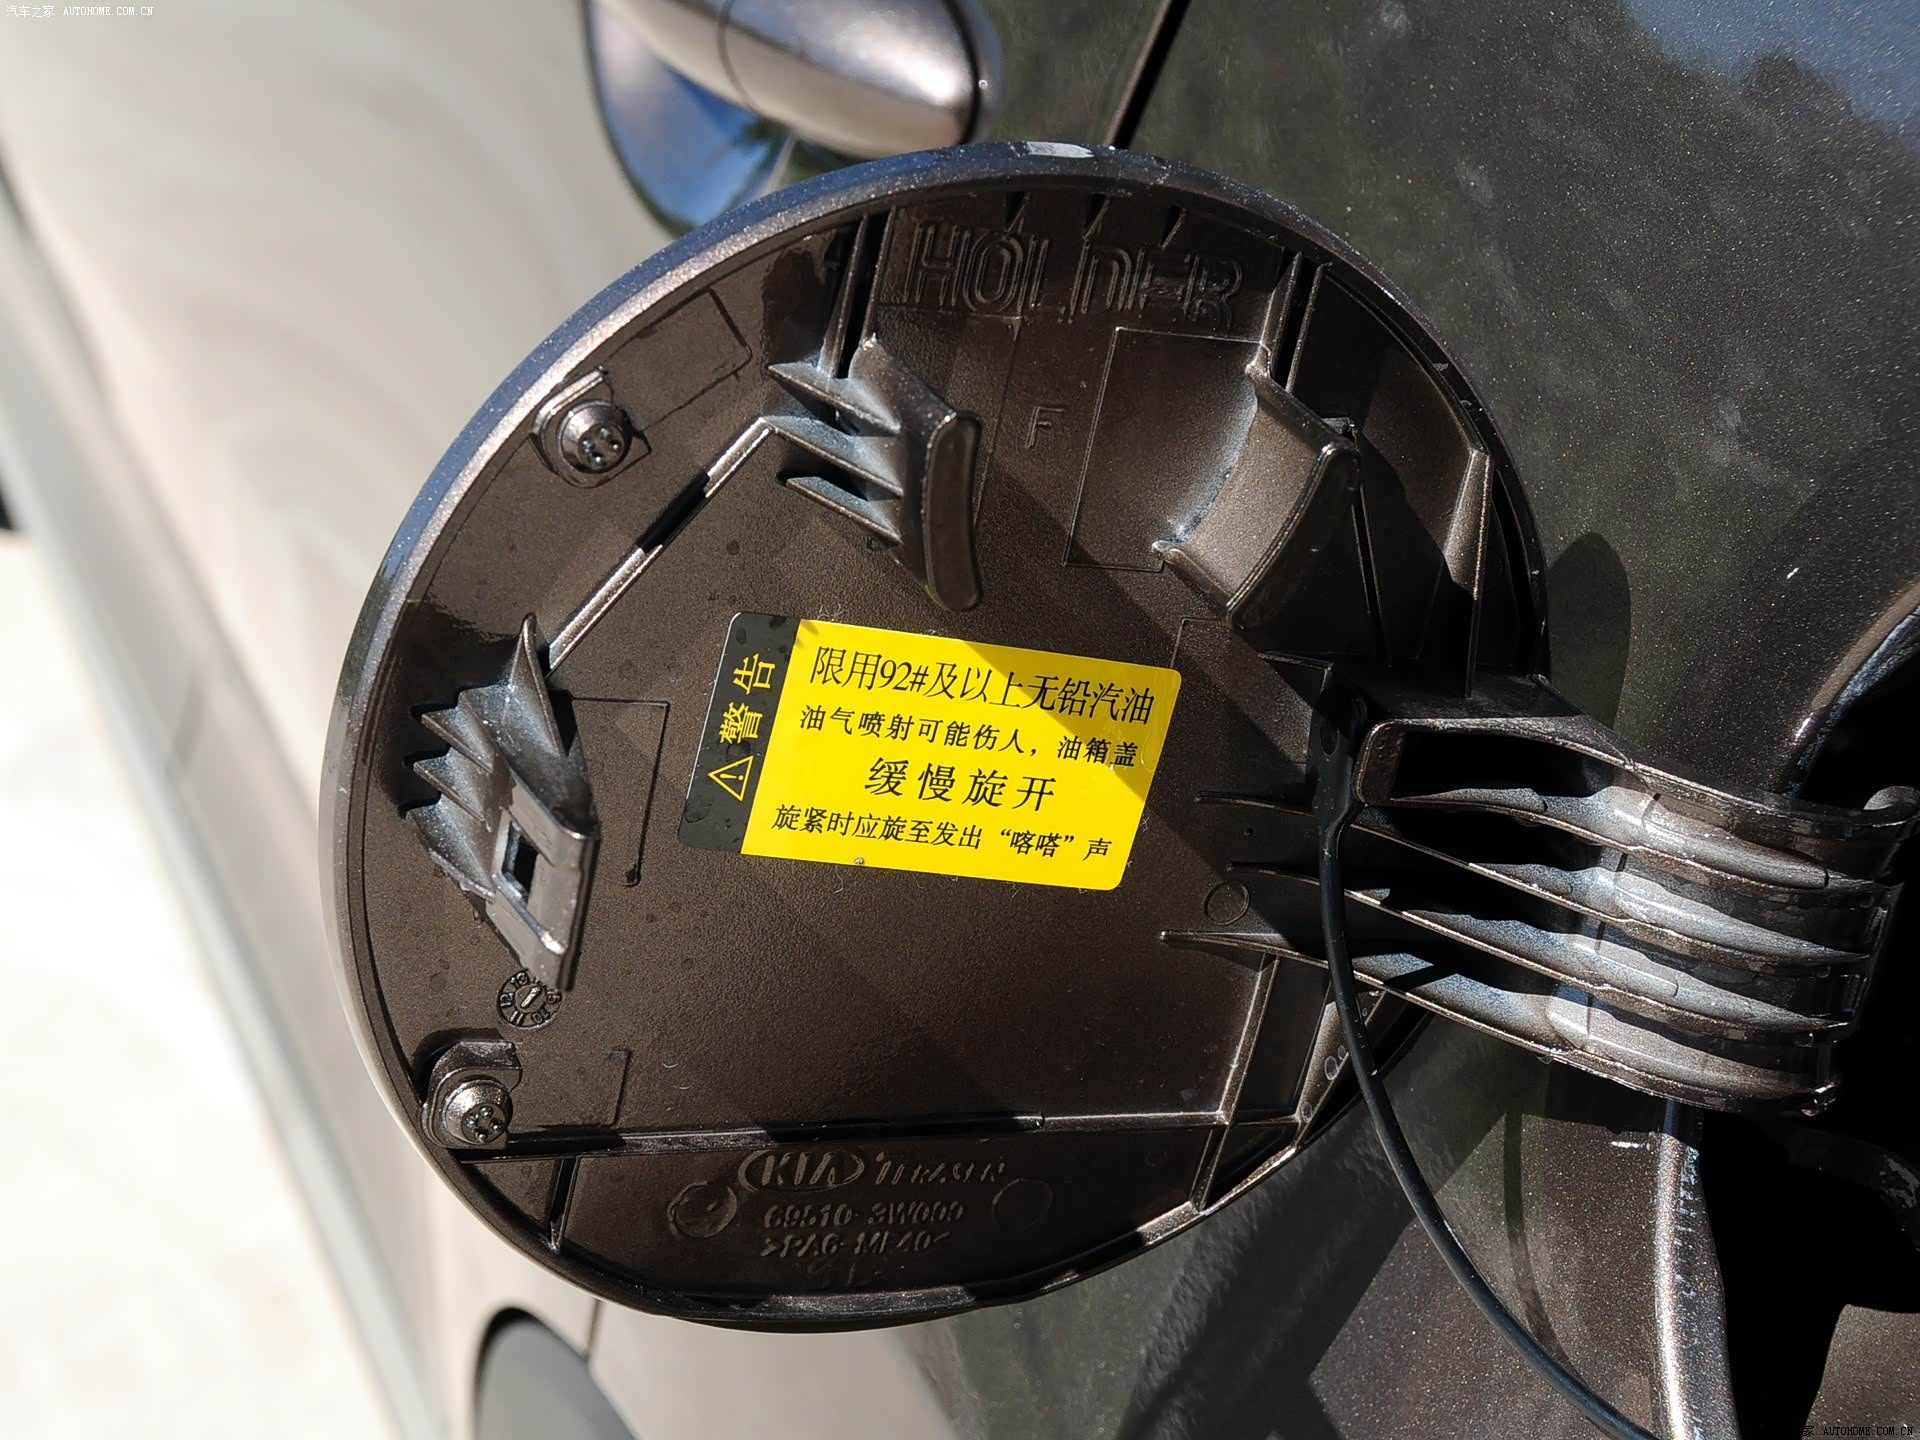 汽车之家 AUTOHOME.COM.CN
HOLDER
F
警告
限用92#及以上无铅汽油
油气喷射可能伤人，油箱盖
缓慢旋开
旋紧时应旋至发出“喀嗒”声
KIA
69510-3W000
家 AUTOHOME.COM.CN